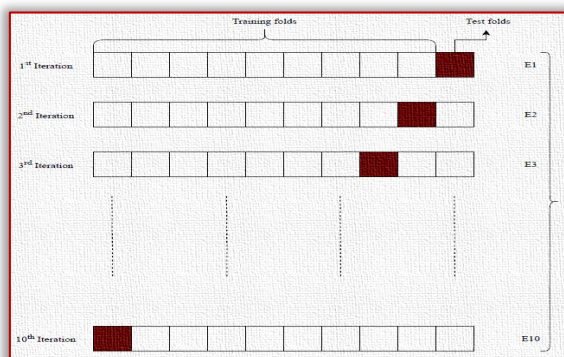 Training folds Test folds
1st Iteration E1
2nd Iteration E2
3rd Iteration E3
10th Iteration E10